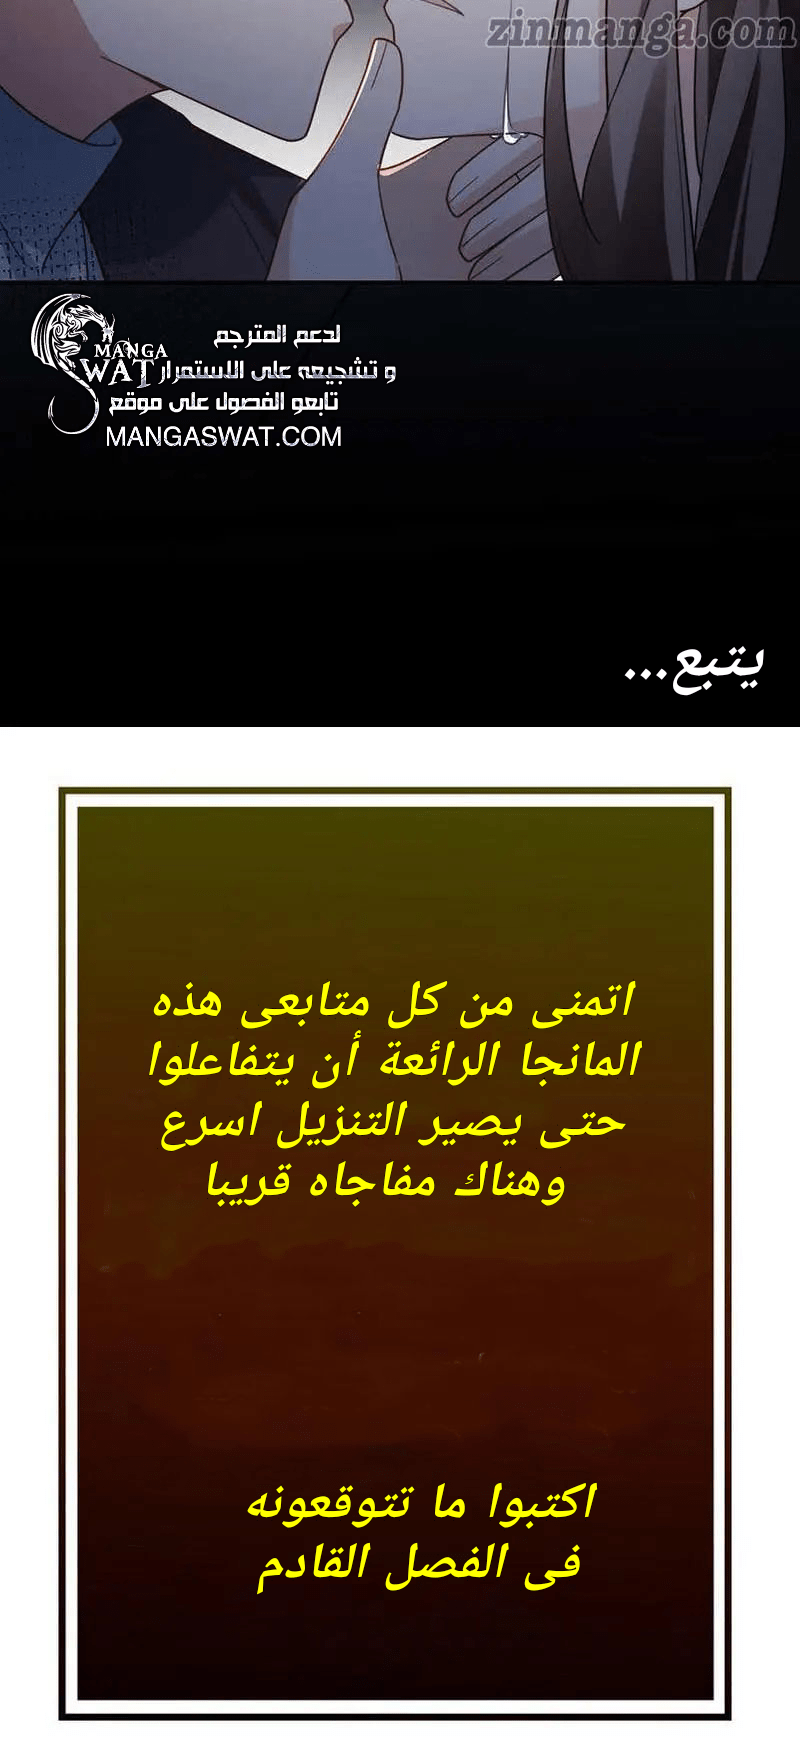 zinmanga.com
MANGA
SWAT
لدعم المترجم
و تشجيعه على الاستمرار
تابعو الفصول على موقع
MANGASWAT.COM
يتبع...
اتمنى من كل متابعى هذه
المانجا الرائعة أن يتفاعلوا
حتى يصير التنزيل اسرع
وهناك مفاجاه قريبا
اكتبوا ما تتوقعونه
فى الفصل القادم